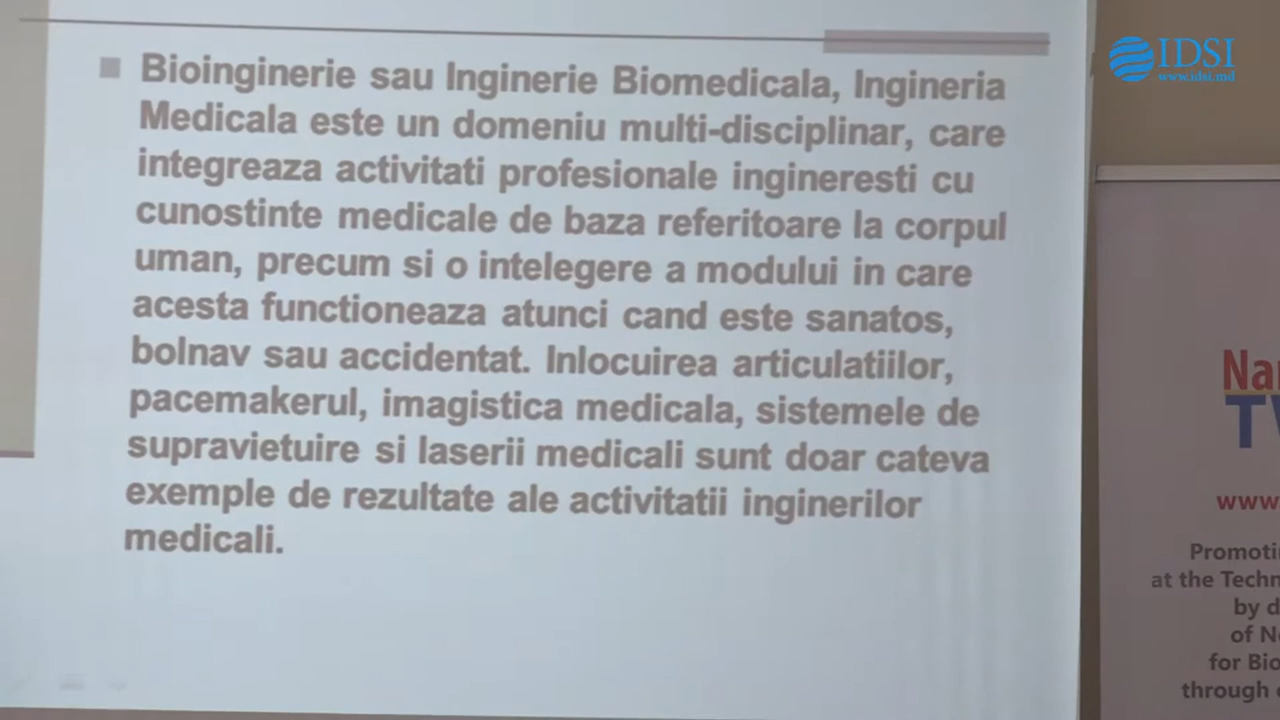 Bioinginerie sau Inginerie Biomedicala, Ingineria
Medicala este un domeniu multi-disciplinar, care
integreaza activitati profesionale ingineresti cu
cunostinte medicale de baza referitoare la corpul
uman, precum si o intelegere a modului in care
acesta functioneaza atunci cand este sanatos,
bolnav sau accidentat. Inlocuirea articulatiilor,
pacemakerul, imagistica medicala, sistemele de
supravietuire si laserii medicali sunt doar cateva
exemple de rezultate ale activitatii inginerilor
medicali.
IDSI
www.idsi.md
www
at the
by
of
for
through